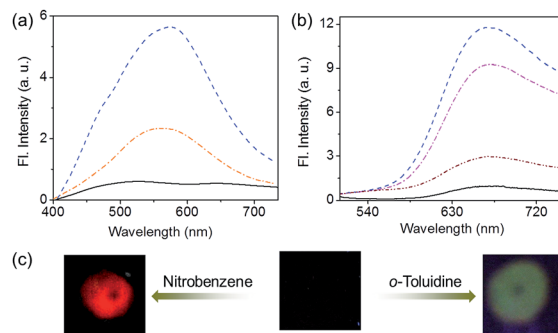 (a)
6
4
2
0
Fl. Intensity (a. u.)
400 500 600 700
Wavelength (nm)
(b)
12
9
6
3
0
Fl. Intensity (a. u.)
540 630 720
Wavelength (nm)
(c)
Nitrobenzene
o-Toluidine